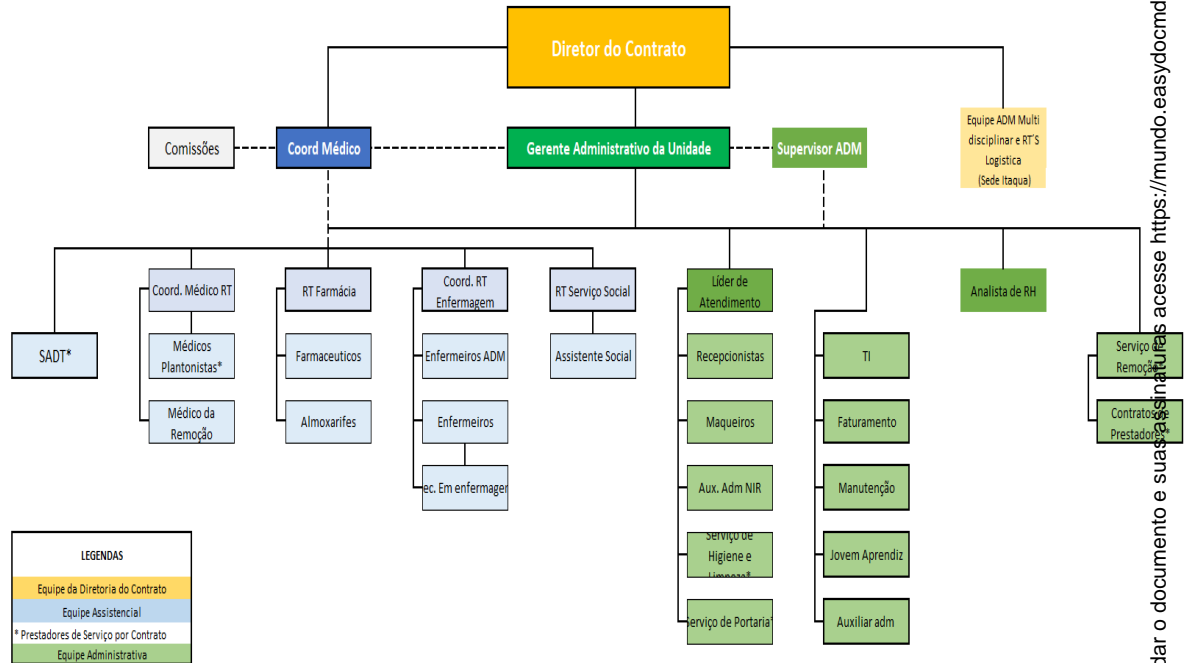 Diretor do Contrato
Comissões
Coord Médico
Gerente Administrativo da Unidade
Supervisor ADM
Equipe ADM Multi
disciplinar e RT´S
Logistica
(Sede Itaqua)
Coord. Médico RT
RT Farmácia
Coord. RT
Enfermagem
RT Serviço Social
Líder de
Atendimento
Analista de RH
SADT*
Médicos
Plantonistas*
Farmaceuticos
Enfermeiros ADM
Assistente Social
Recepcionistas
TI
Serviço de
Remoção*
Médico da
Remoção
Almoxarifes
Enfermeiros
Maqueiros
Faturamento
Contratos de
Prestadores*
ec. Em enfermager
Aux. Adm NIR
Manutenção
Serviço de
Higiene e
Limpeza*
Jovem Aprendiz
Serviço de Portaria*
Auxiliar adm
LEGENDAS
Equipe da Diretoria do Contrato
Equipe Assistencial
* Prestadores de Serviço por Contrato
Equipe Administrativa
dar o documento e suas assinaturas acesse https://mundo.easydocmd